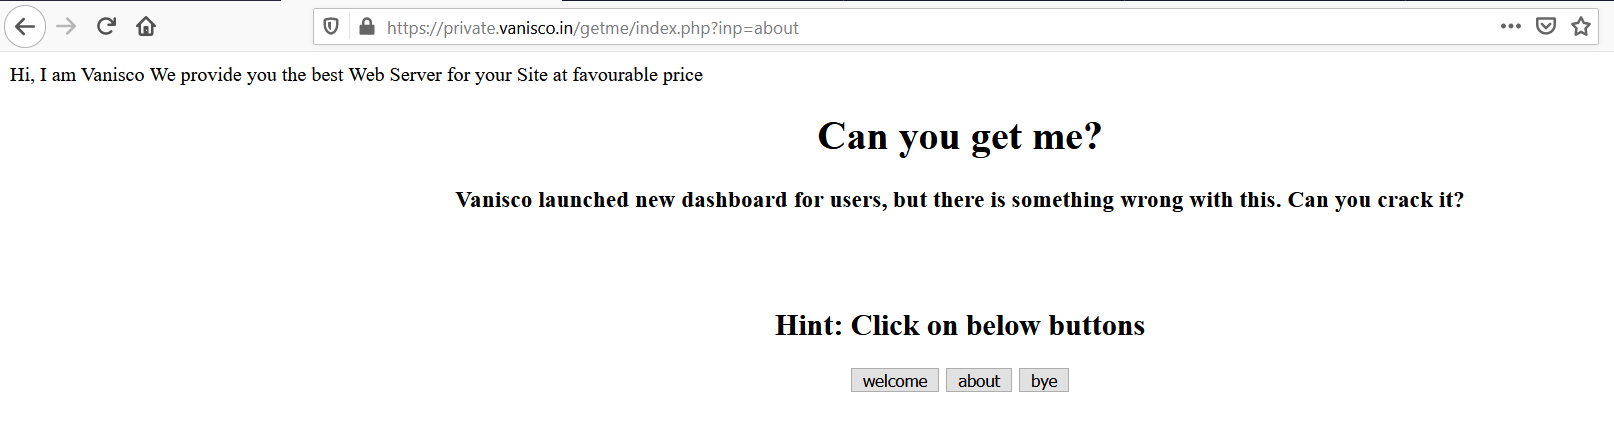 https://private.vanisco.in/getme/index.php?inp=about
Hi, I am Vanisco We provide you the best Web Server for your Site at favourable price
Can you get me?
Vanisco launched new dashboard for users, but there is something wrong with this. Can you crack it?
Hint: Click on below buttons
welcome about bye